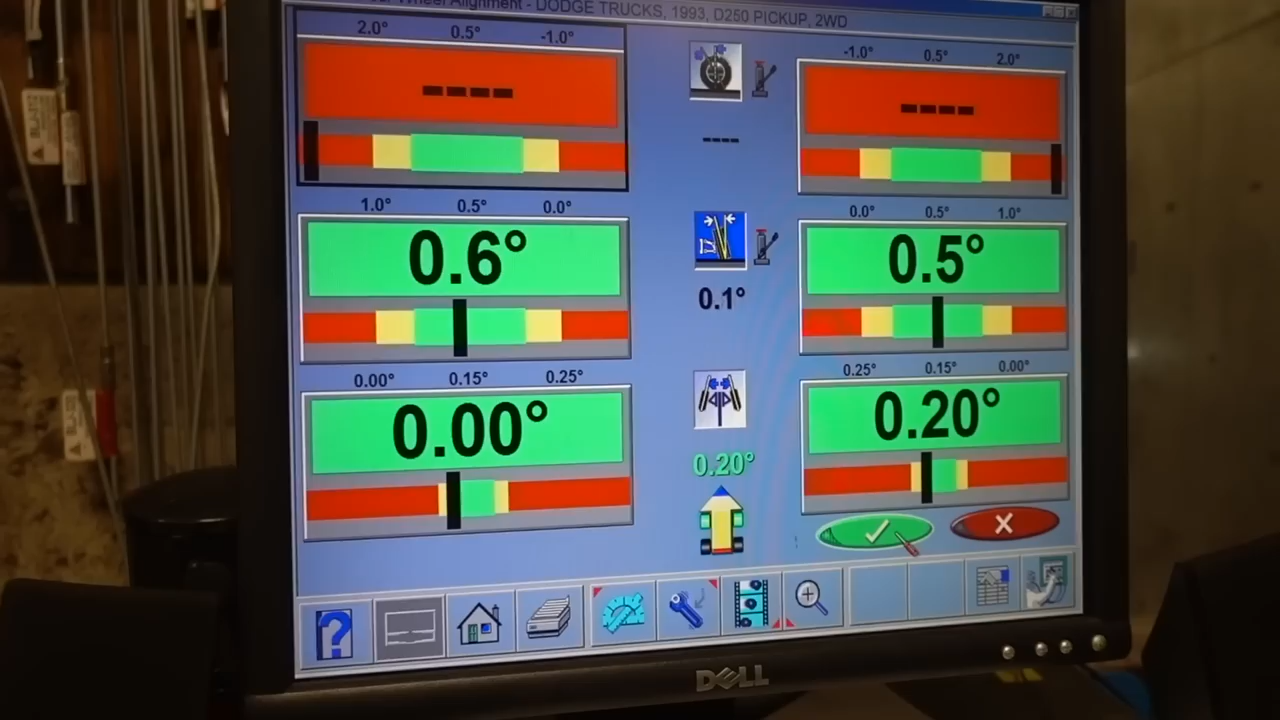 Wheel Alignment - DODGE TRUCKS, 1993, D250 PICKUP, 2WD
2.0° 0.5° -1.0°
-1.0° 0.5° 2.0°
----
----
----
1.0° 0.5° 0.0°
0.0° 0.5° 1.0°
0.6°
0.5°
0.1°
0.00° 0.15° 0.25°
0.25° 0.15° 0.00°
0.00°
0.20°
0.20°
?
DELL